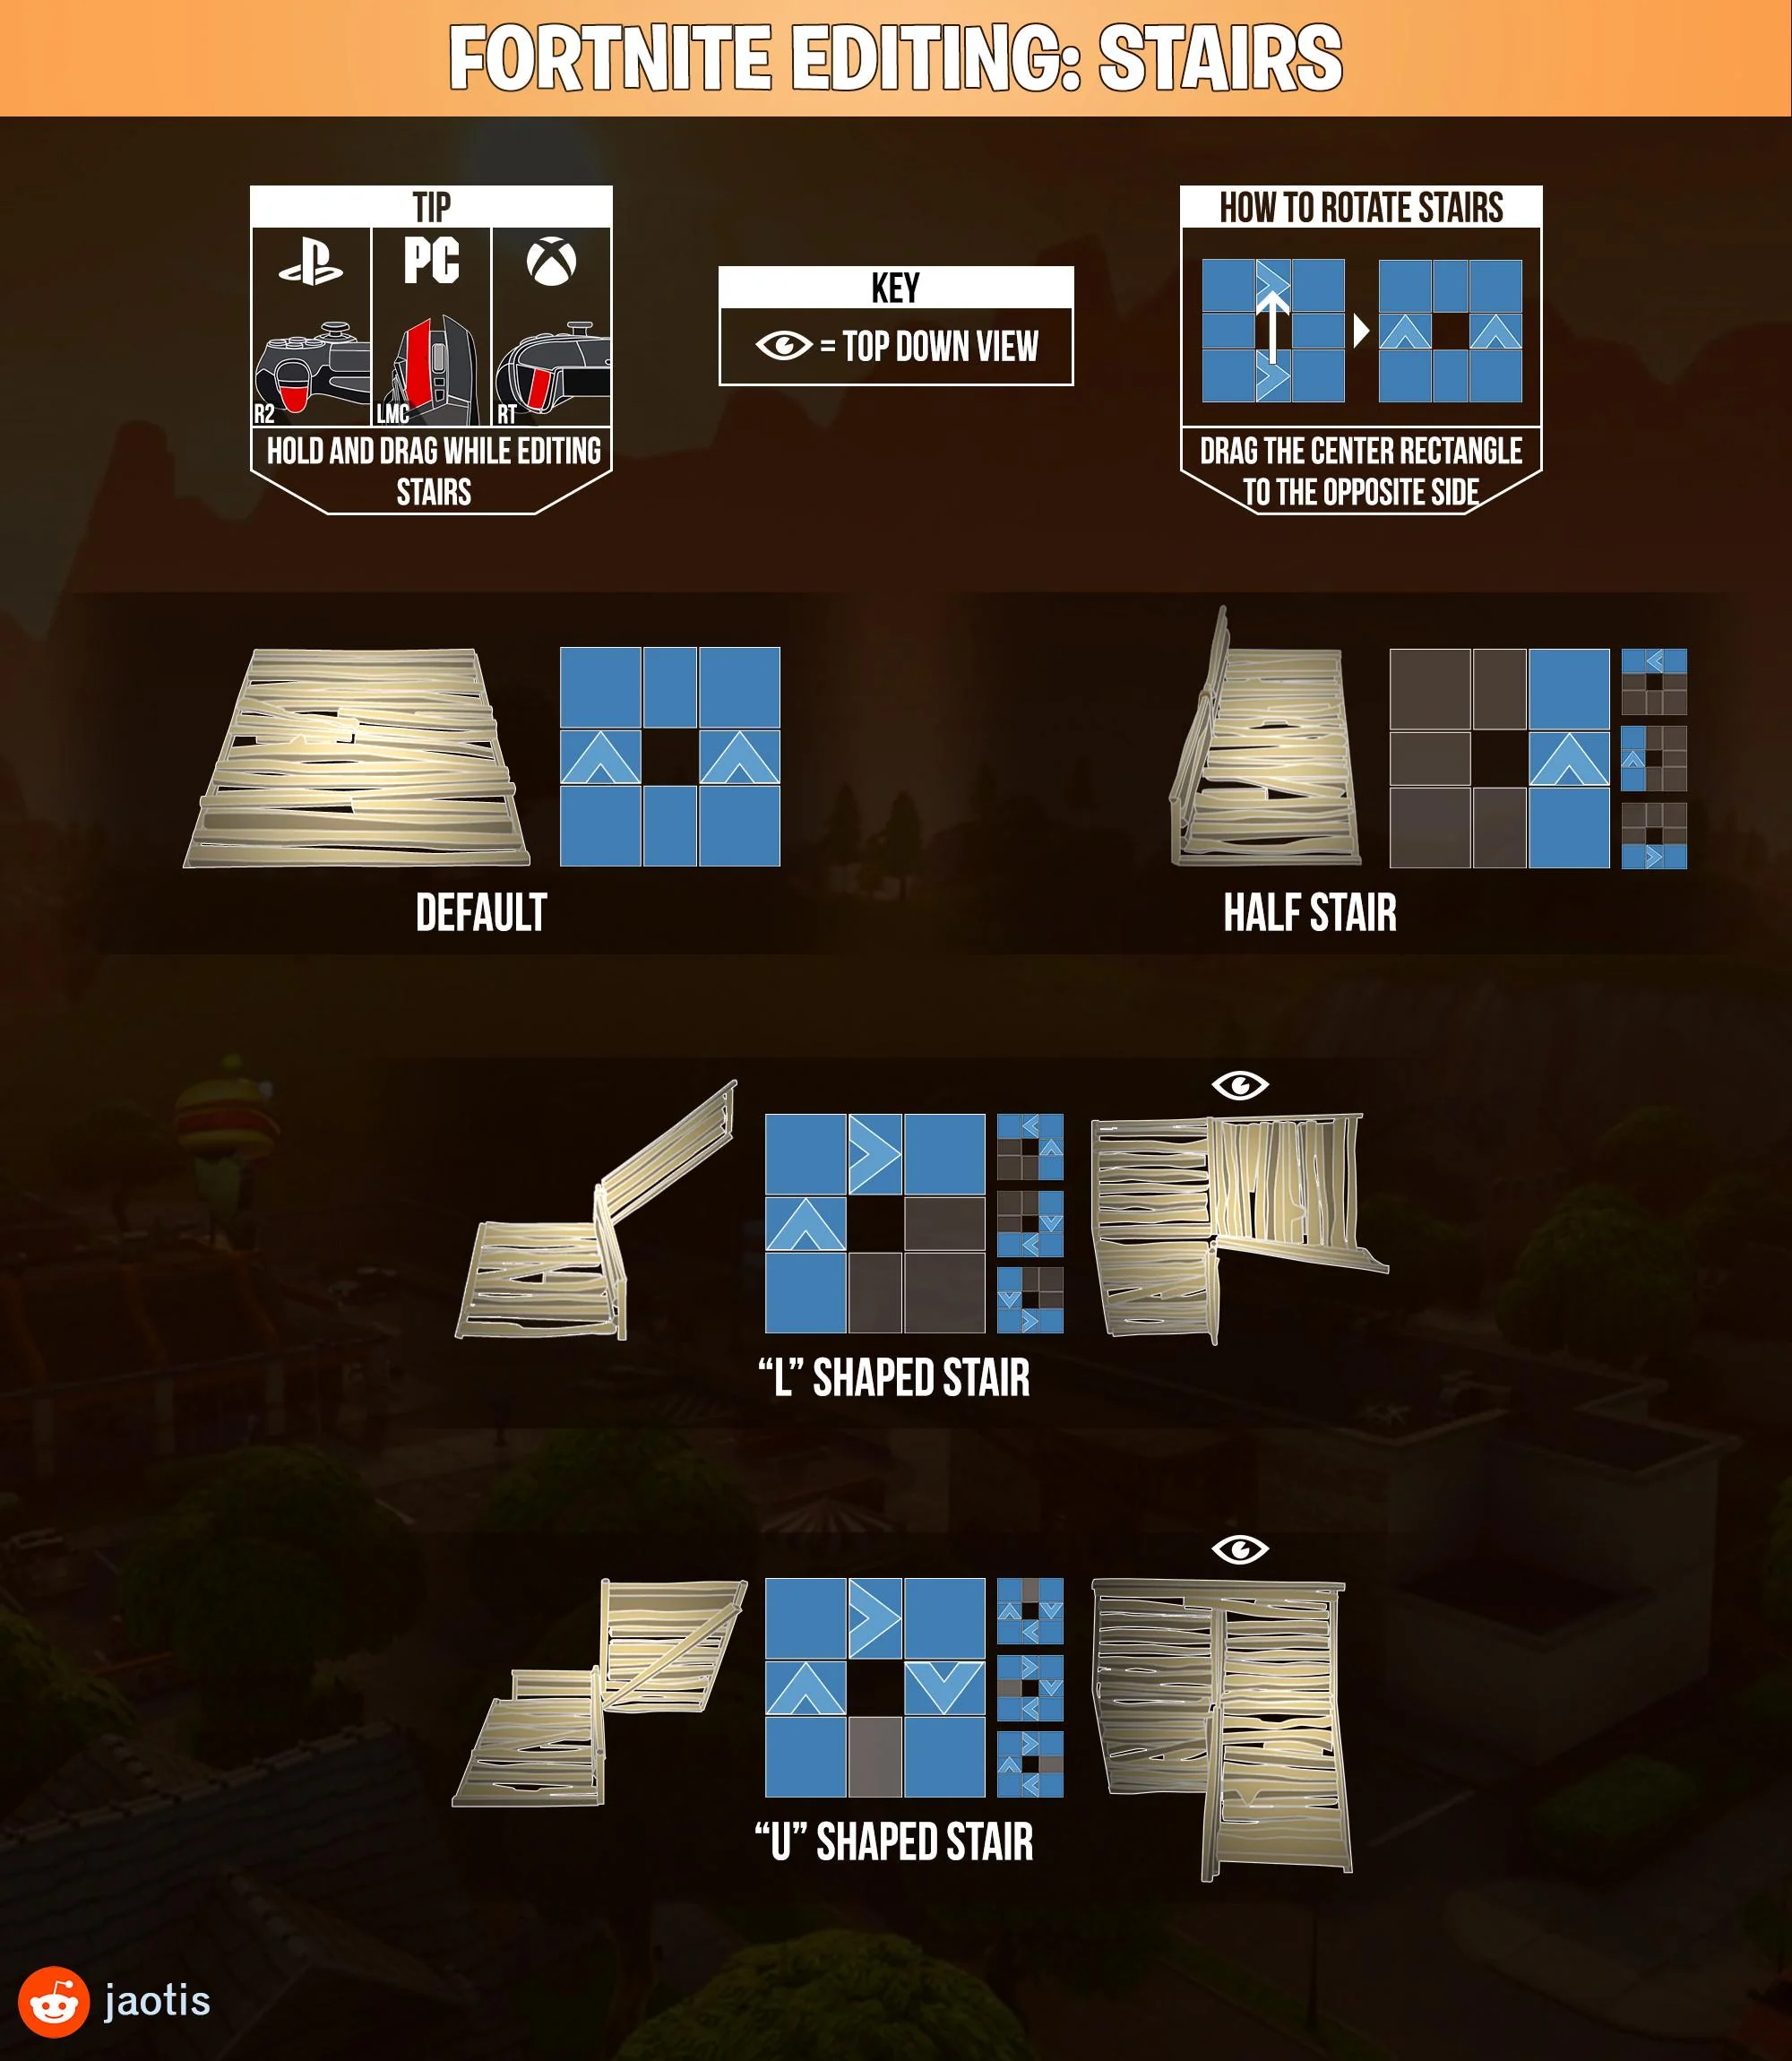 FORTNITE EDITING: STAIRS
TIP
PC
R2
LMC
RT
HOLD AND DRAG WHILE EDITING
STAIRS
KEY
= TOP DOWN VIEW
HOW TO ROTATE STAIRS
DRAG THE CENTER RECTANGLE
TO THE OPPOSITE SIDE
DEFAULT
HALF STAIR
“L” SHAPED STAIR
“U” SHAPED STAIR
jaotis